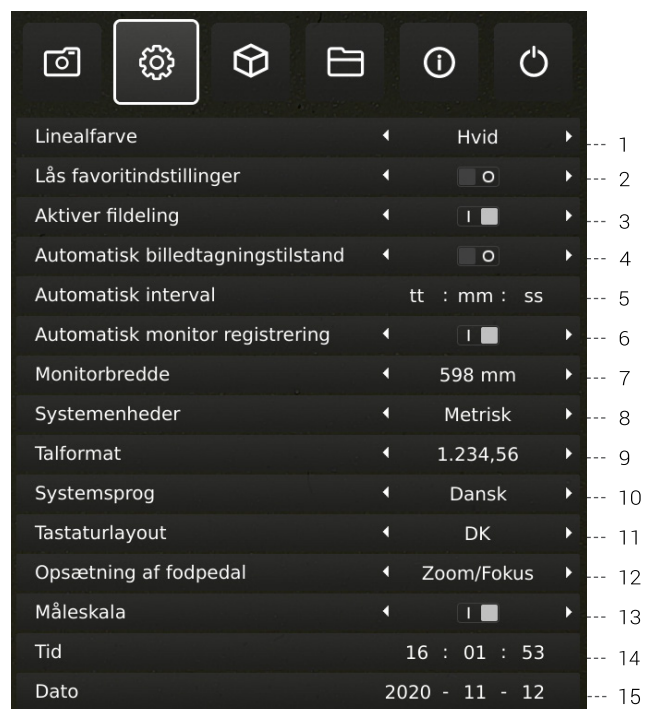 Linealfarve Hvid 1
Lås favoritindstillinger O 2
Aktiver fildeling I 3
Automatisk billedtagningstilstand O 4
Automatisk interval tt : mm : ss 5
Automatisk monitor registrering I 6
Monitorbredde 598 mm 7
Systemenheder Metrisk 8
Talformat 1.234,56 9
Systemsprog Dansk 10
Tastaturlayout DK 11
Opsætning af fodpedal Zoom/Fokus 12
Måleskala I 13
Tid 16 : 01 : 53 14
Dato 2020 - 11 - 12 15